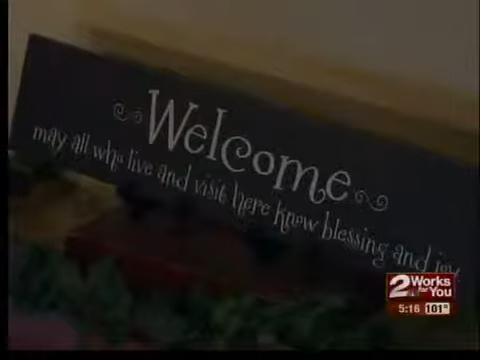 Welcome
may all who live and visit here know blessing and joy
2 Works for You
5:16 101°